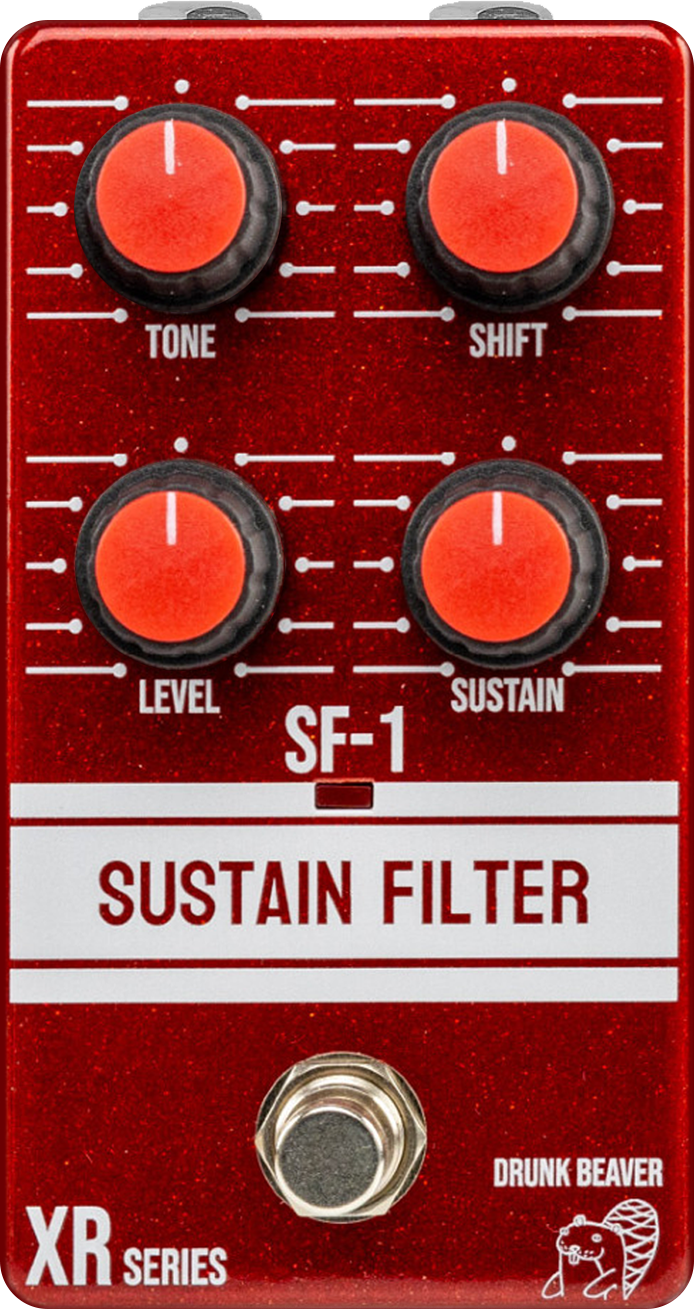 TONE
SHIFT
LEVEL
SUSTAIN
SF-1
SUSTAIN FILTER
DRUNK BEAVER
XR SERIES